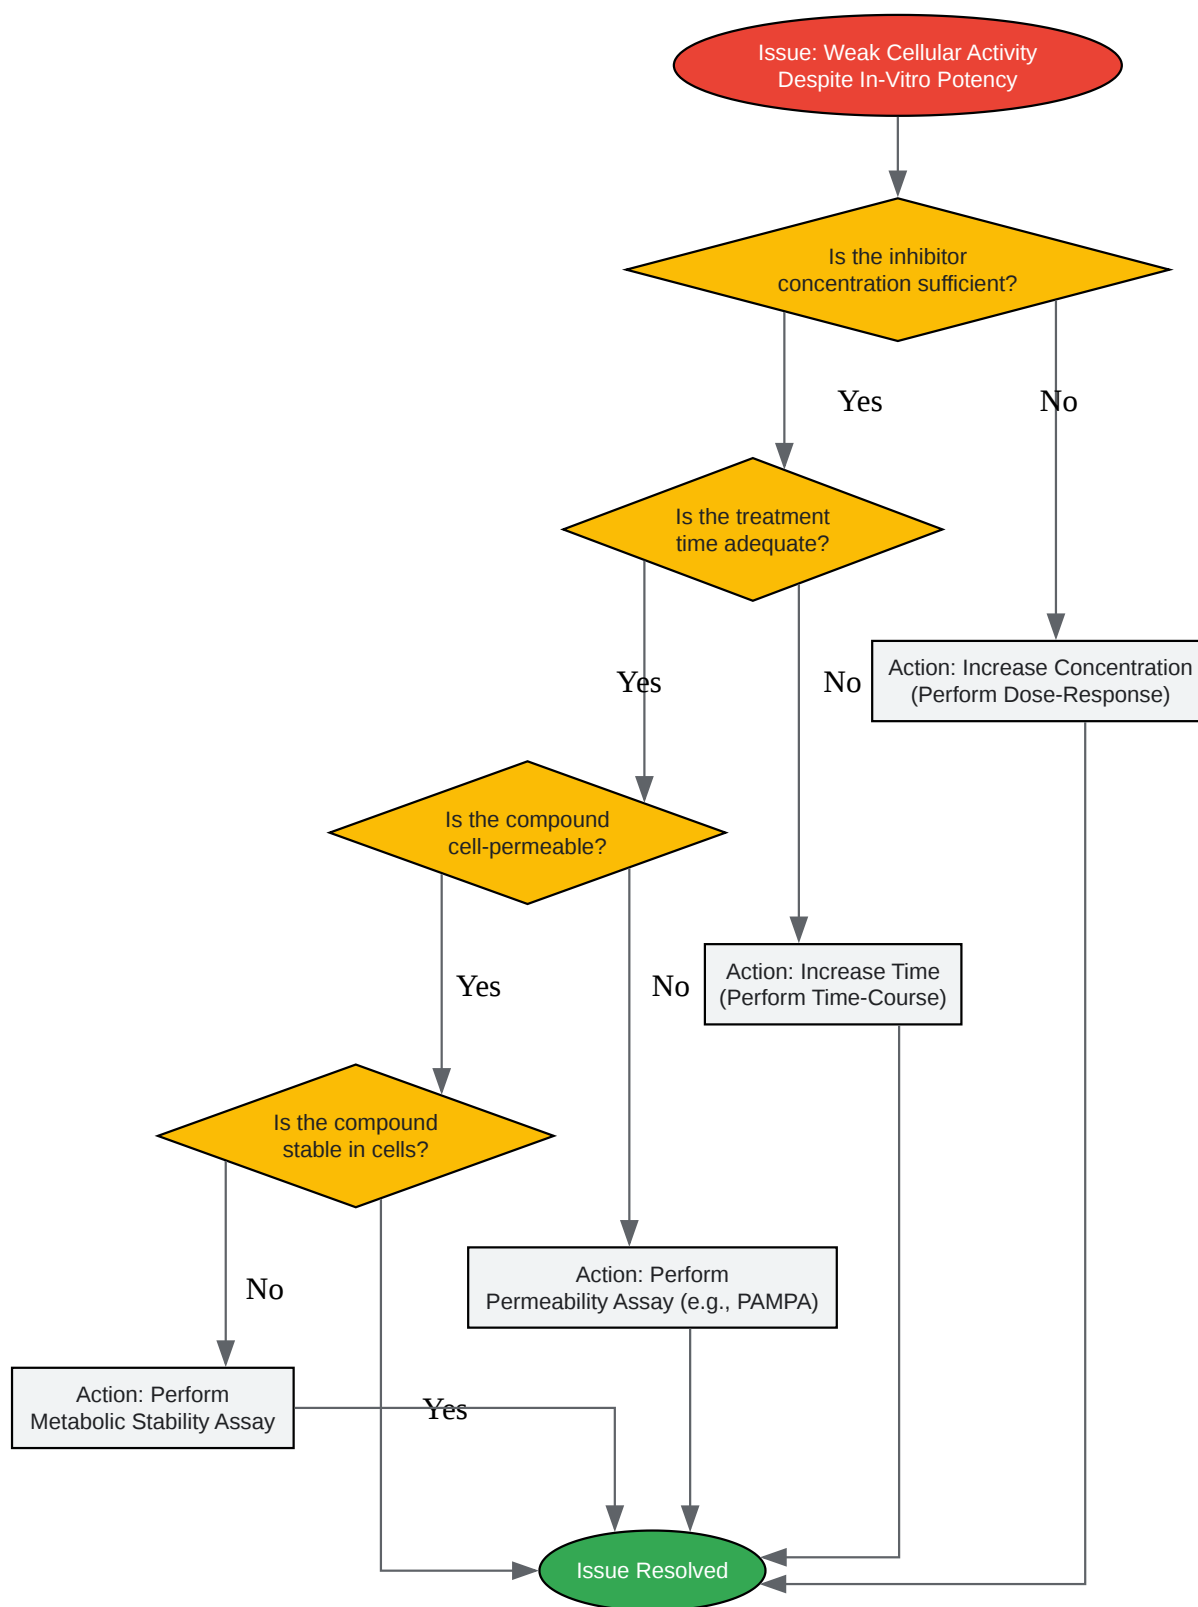 Issue: Weak Cellular Activity
Despite In-Vitro Potency
Is the inhibitor
concentration sufficient?
Yes
No
Is the treatment
time adequate?
Yes
No
Action: Increase Concentration
(Perform Dose-Response)
Is the compound
cell-permeable?
Yes
No
Action: Increase Time
(Perform Time-Course)
Is the compound
stable in cells?
No
Action: Perform
Permeability Assay (e.g., PAMPA)
Action: Perform
Metabolic Stability Assay
Yes
Issue Resolved